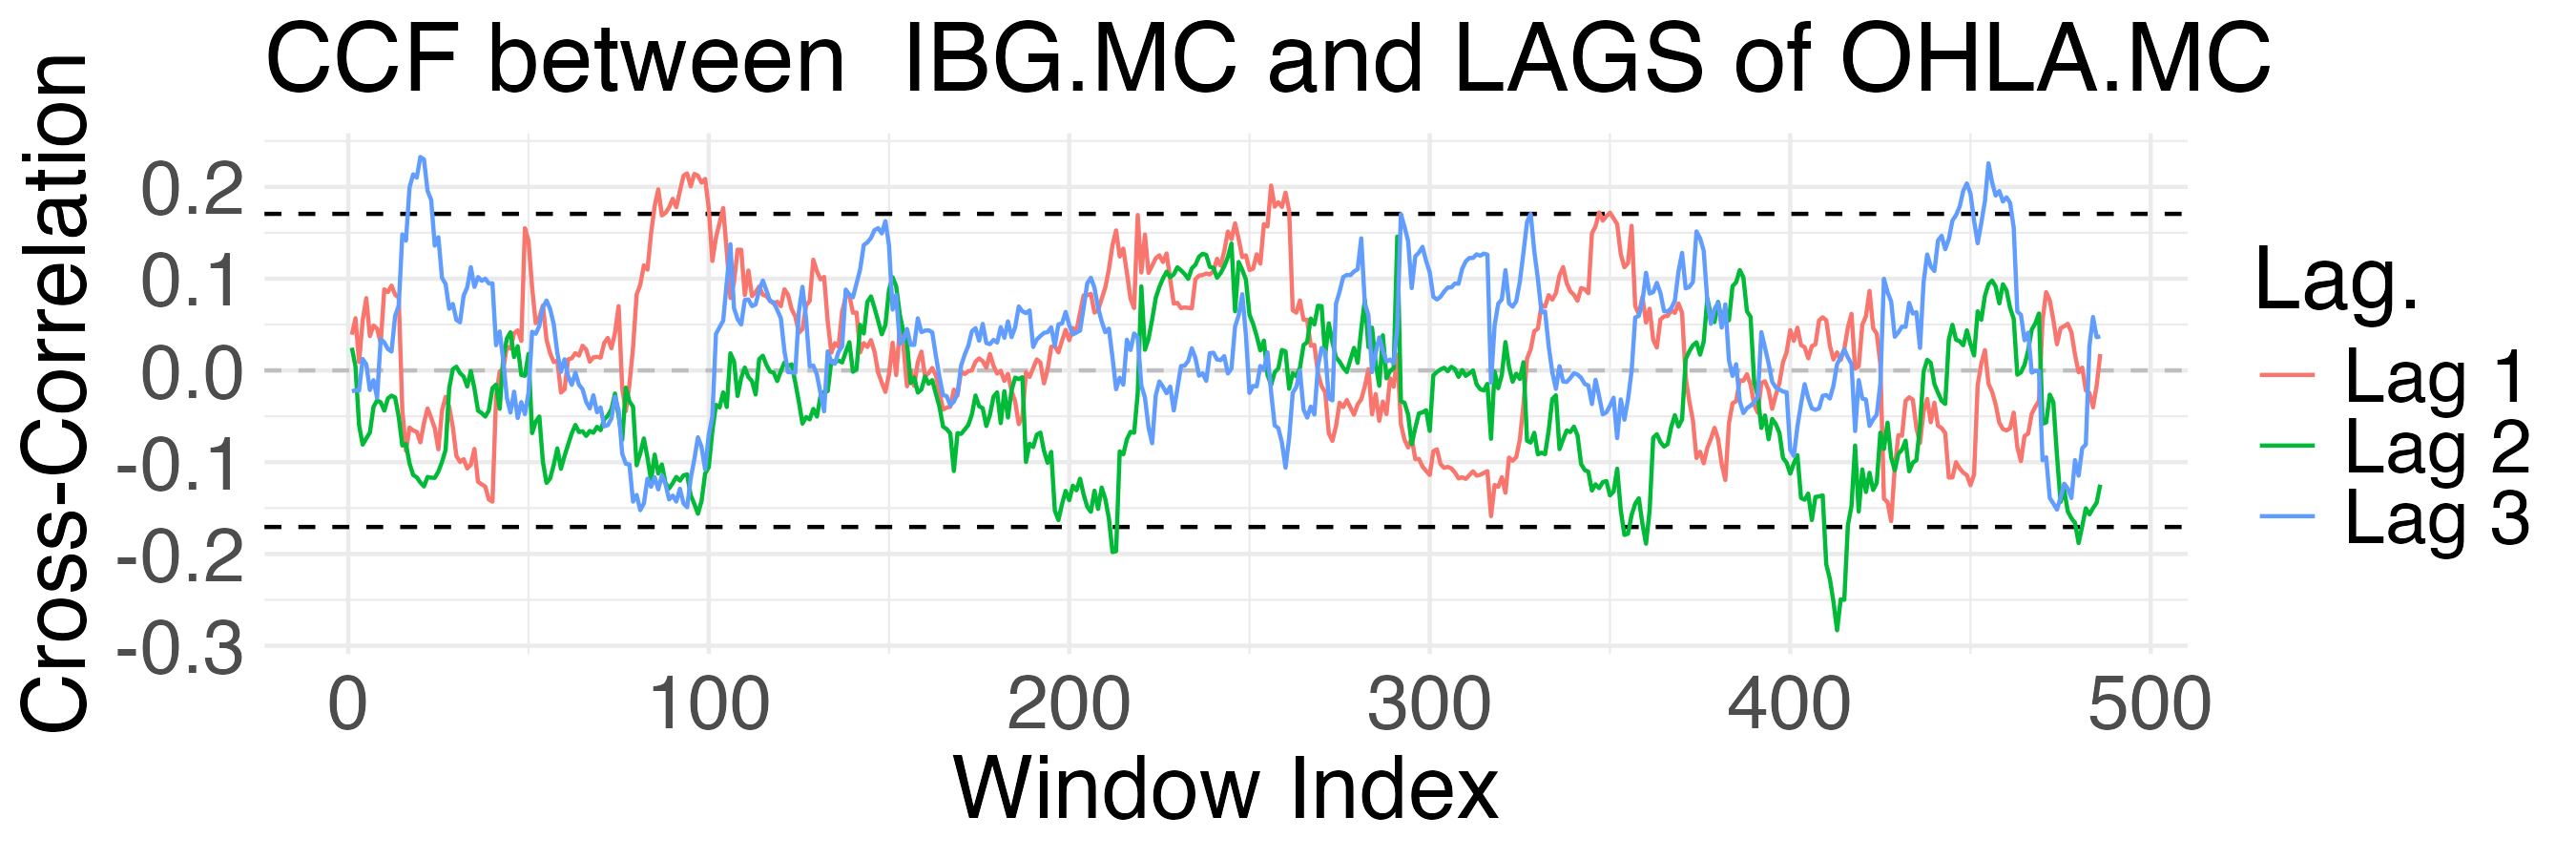 CCF between  IBG.MC and LAGS of OHLA.MC
Cross-Correlation
0.2
0.1
0.0
-0.1
-0.2
-0.3
0 100 200 300 400 500
Window Index
Lag.
Lag 1
Lag 2
Lag 3